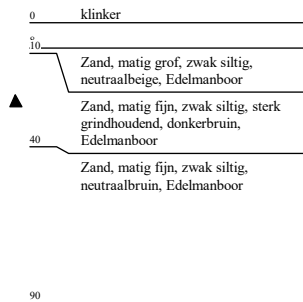 0 klinker
10
Zand, matig grof, zwak siltig,
neutraalbeige, Edelmanboor
Zand, matig fijn, zwak siltig, sterk
grindhoudend, donkerbruin,
40 Edelmanboor
Zand, matig fijn, zwak siltig,
neutraalbruin, Edelmanboor
90